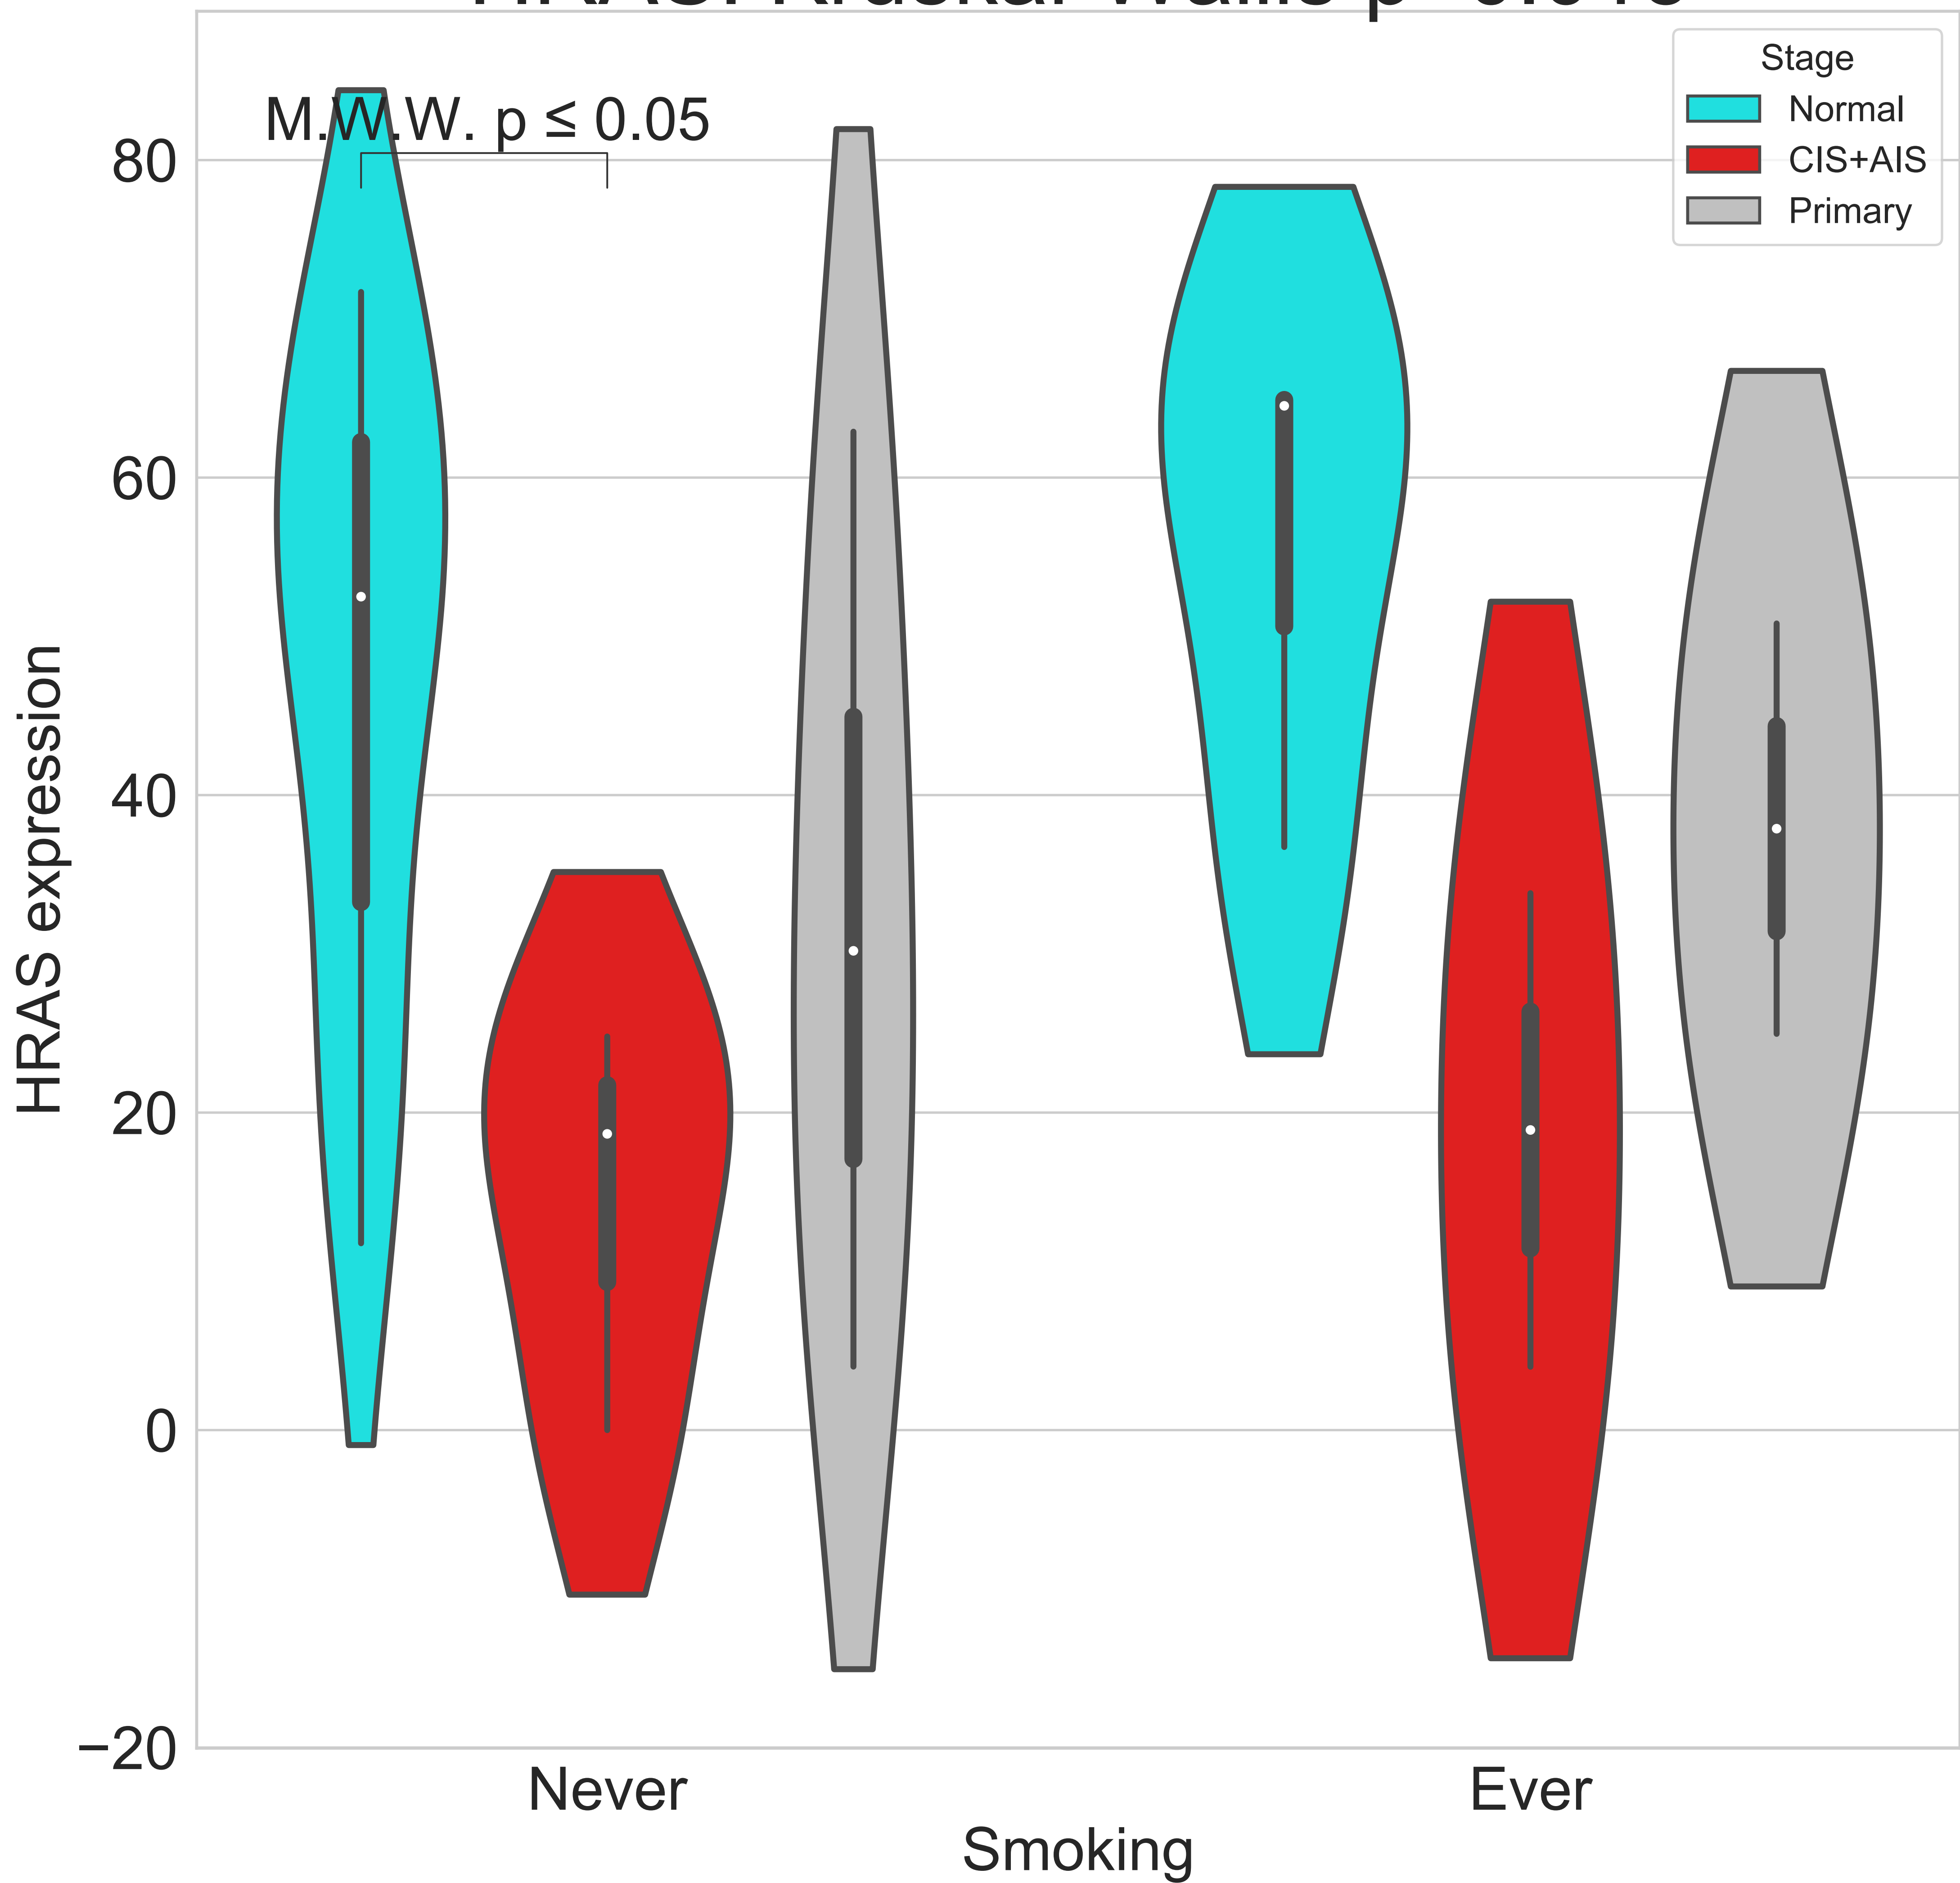 Stage
Normal
CIS+AIS
Primary
M.W.W. p ≤ 0.05
80
60
40
20
0
−20
HRAS expression
Never
Ever
Smoking